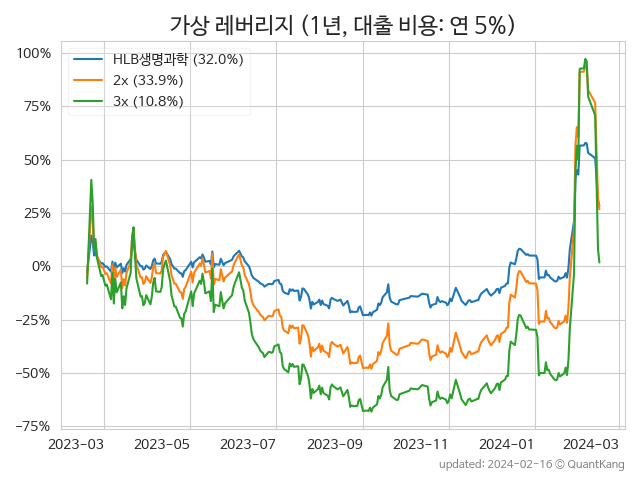 가상 레버리지 (1년, 대출 비용: 연 5%)
HLB생명과학 (32.0%)
2x (33.9%)
3x (10.8%)
100%
75%
50%
25%
0%
−25%
−50%
−75%
2023-03 2023-05 2023-07 2023-09 2023-11 2024-01 2024-03
updated: 2024-02-16 © QuantKang